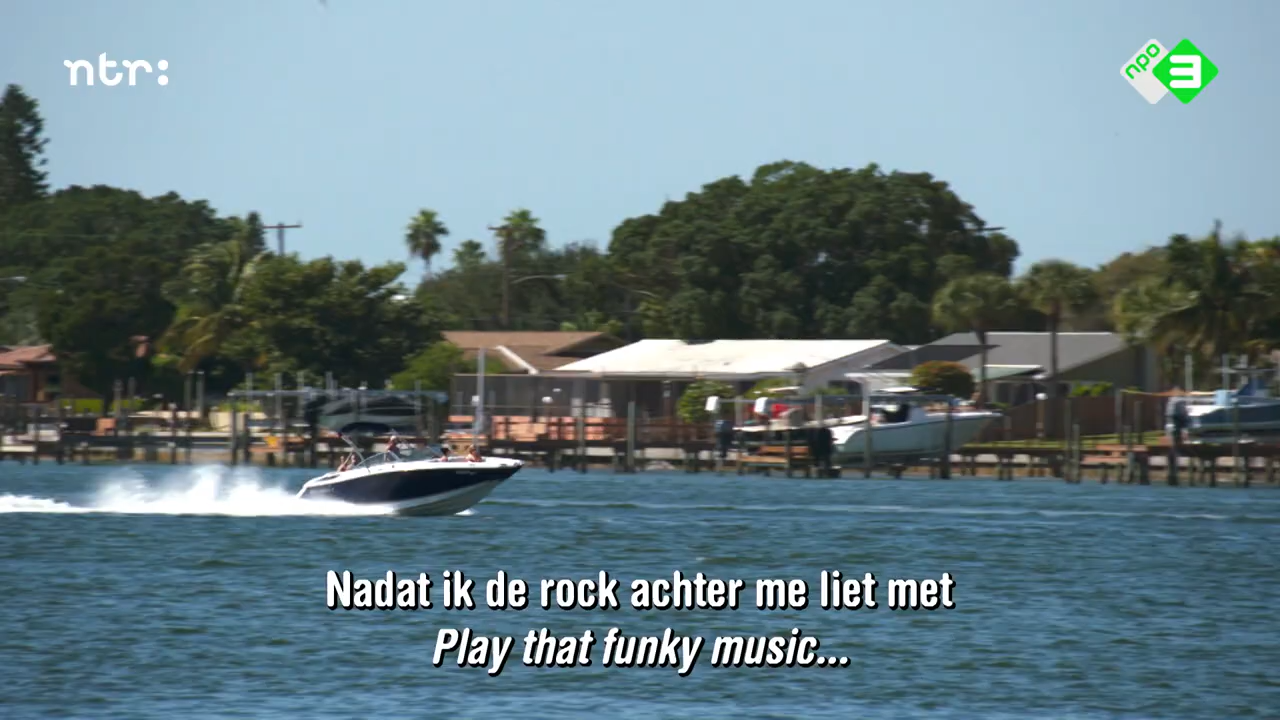 ntr:
npo
3
Nadat ik de rock achter me liet met
Play that funky music...